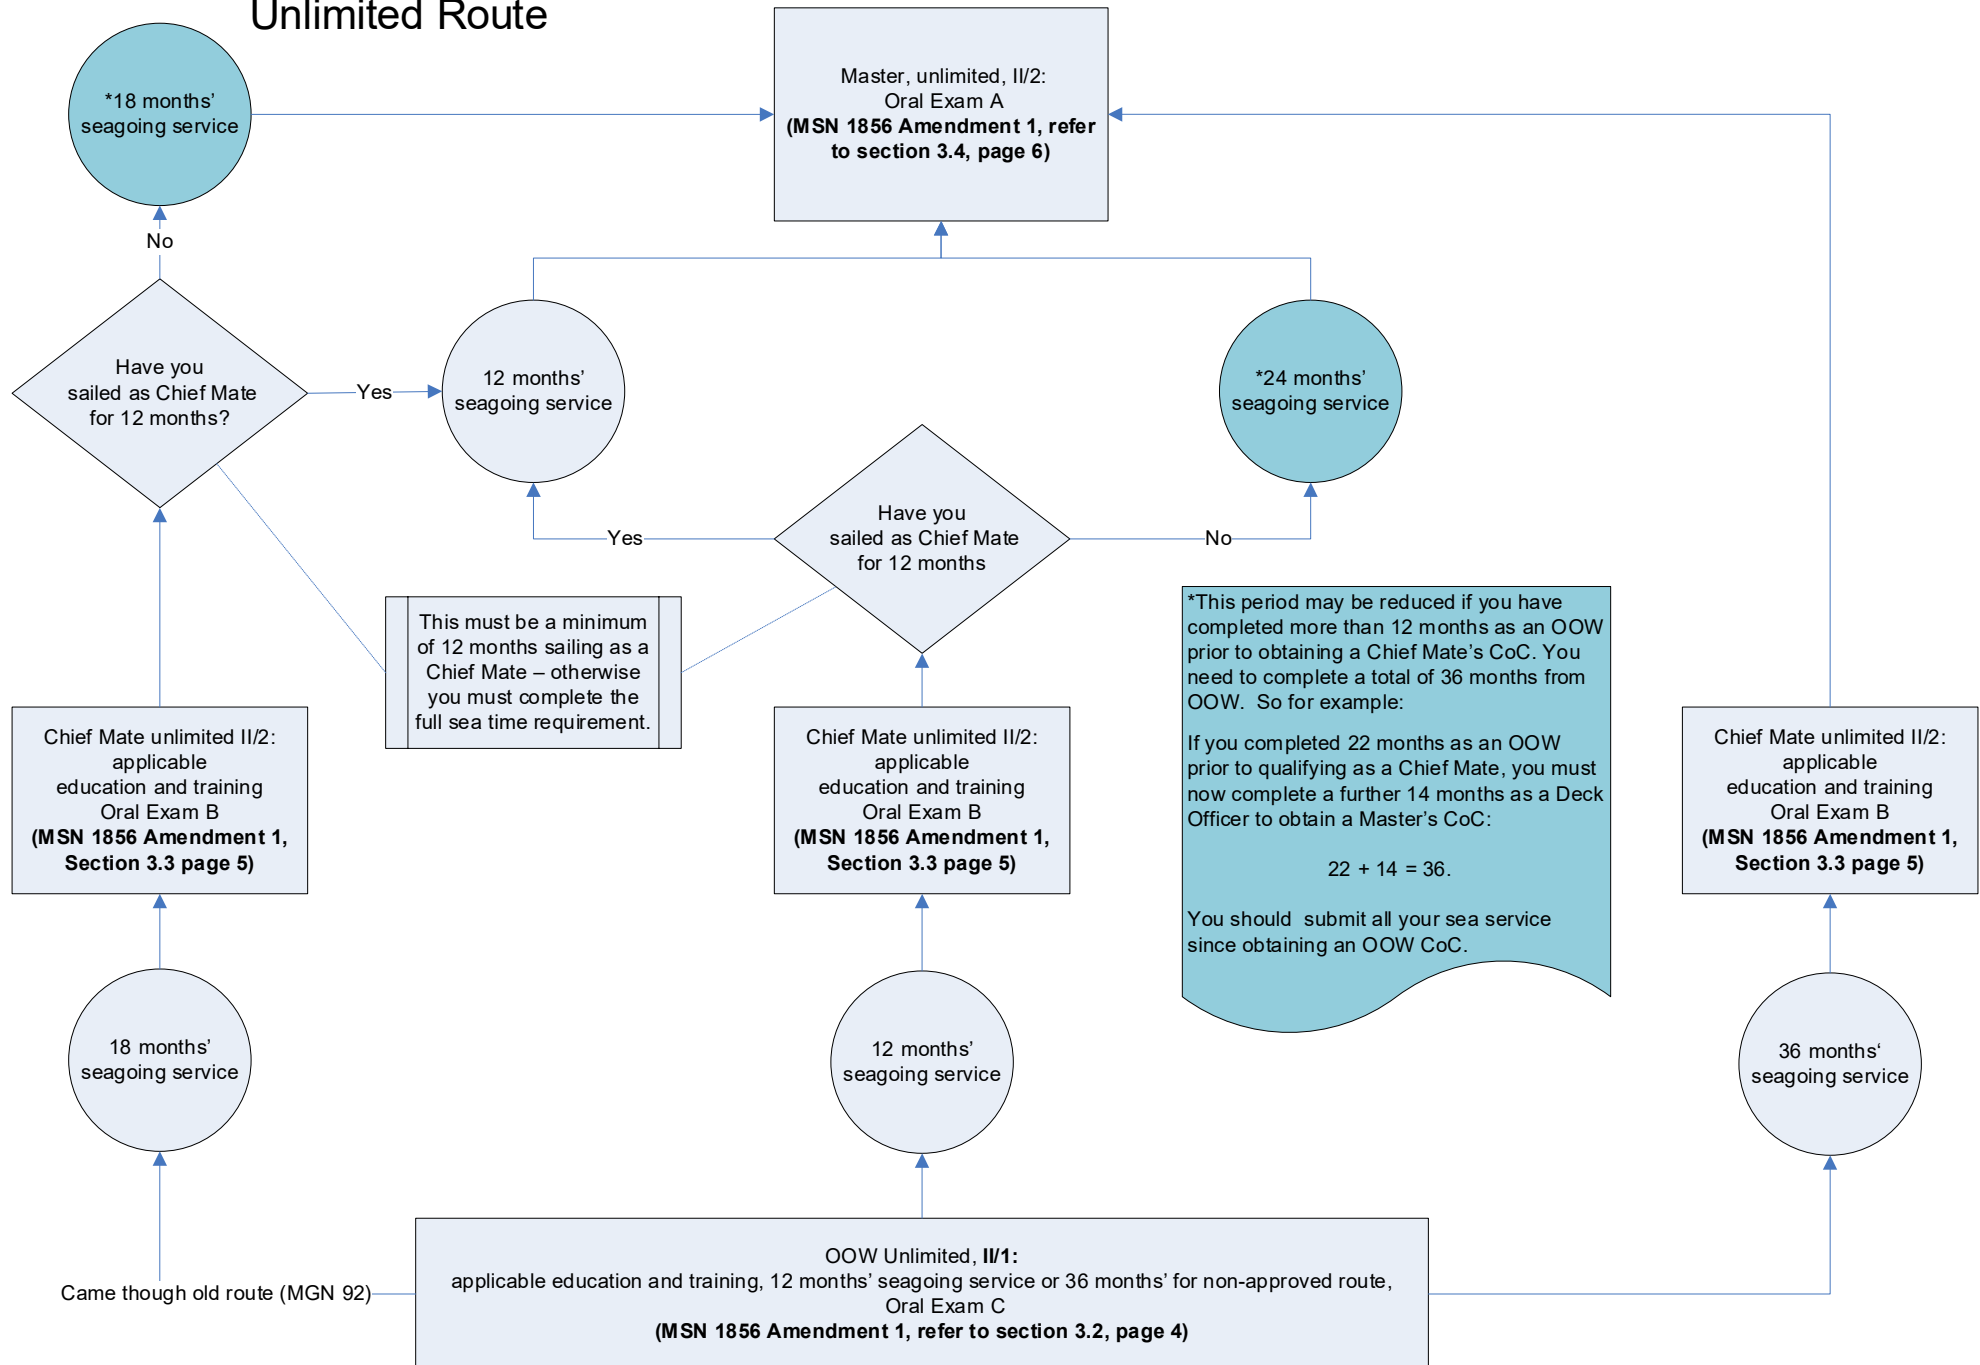 Unlimited Route
*18 months’
seagoing service
Master, unlimited, II/2:
Oral Exam A
(MSN 1856 Amendment 1, refer
to section 3.4, page 6)
No
Have you
sailed as Chief Mate
for 12 months?
Yes
12 months’
seagoing service
*24 months’
seagoing service
Have you
sailed as Chief Mate
for 12 months
Yes
No
This must be a minimum
of 12 months sailing as a
Chief Mate – otherwise
you must complete the
full sea time requirement.
*This period may be reduced if you have
completed more than 12 months as an OOW
prior to obtaining a Chief Mate’s CoC. You
need to complete a total of 36 months from
OOW.  So for example:
If you completed 22 months as an OOW
prior to qualifying as a Chief Mate, you must
now complete a further 14 months as a Deck
Officer to obtain a Master’s CoC:
22 + 14 = 36.
You should  submit all your sea service
since obtaining an OOW CoC.
Chief Mate unlimited II/2:
applicable
education and training
Oral Exam B
(MSN 1856 Amendment 1,
Section 3.3 page 5)
Chief Mate unlimited II/2:
applicable
education and training
Oral Exam B
(MSN 1856 Amendment 1,
Section 3.3 page 5)
Chief Mate unlimited II/2:
applicable
education and training
Oral Exam B
(MSN 1856 Amendment 1,
Section 3.3 page 5)
18 months’
seagoing service
12 months’
seagoing service
36 months‘
seagoing service
Came though old route (MGN 92)
OOW Unlimited, II/1:
applicable education and training, 12 months’ seagoing service or 36 months’ for non-approved route,
Oral Exam C
(MSN 1856 Amendment 1, refer to section 3.2, page 4)